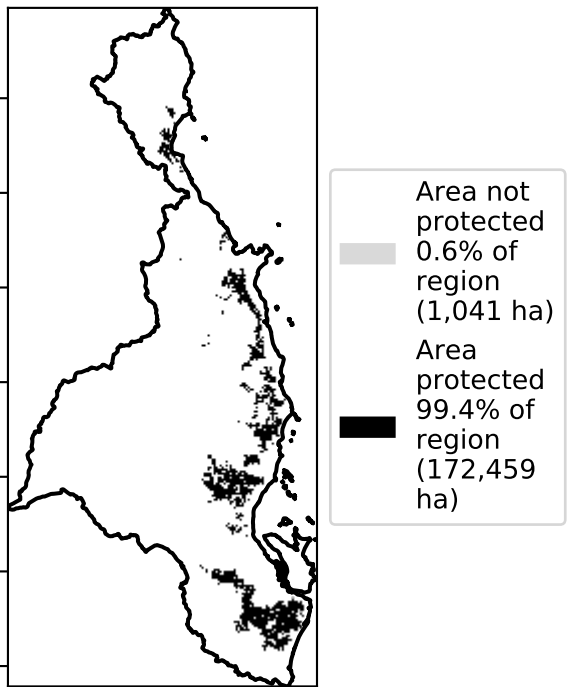 Area not
protected
0.6% of
region
(1,041 ha)
Area
protected
99.4% of
region
(172,459
ha)